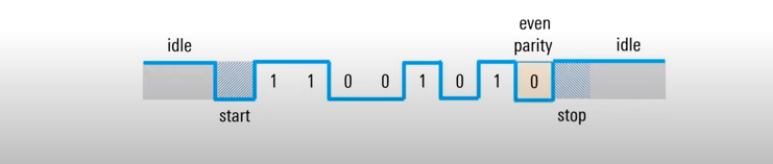 even
idle parity idle
1 1 0 0 1 0 1 0
start stop